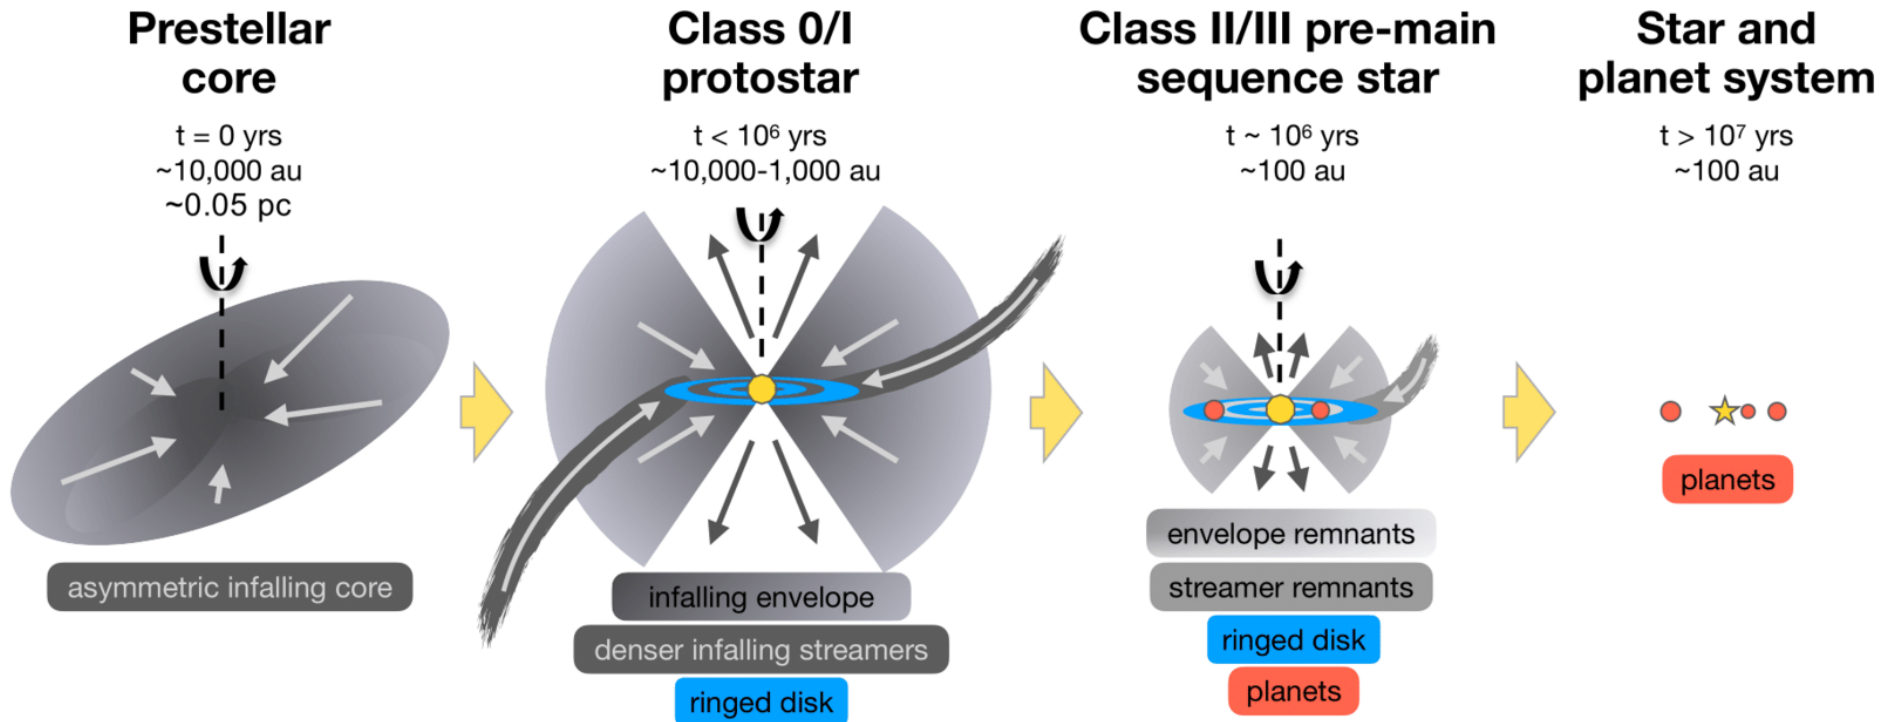 Prestellar
core
t = 0 yrs
~10,000 au
~0.05 pc
asymmetric infalling core
Class 0/I
protostar
t < 10⁶ yrs
~10,000-1,000 au
infalling envelope
denser infalling streamers
ringed disk
Class II/III pre-main
sequence star
t ~ 10⁶ yrs
~100 au
envelope remnants
streamer remnants
ringed disk
planets
Star and
planet system
t > 10⁷ yrs
~100 au
planets